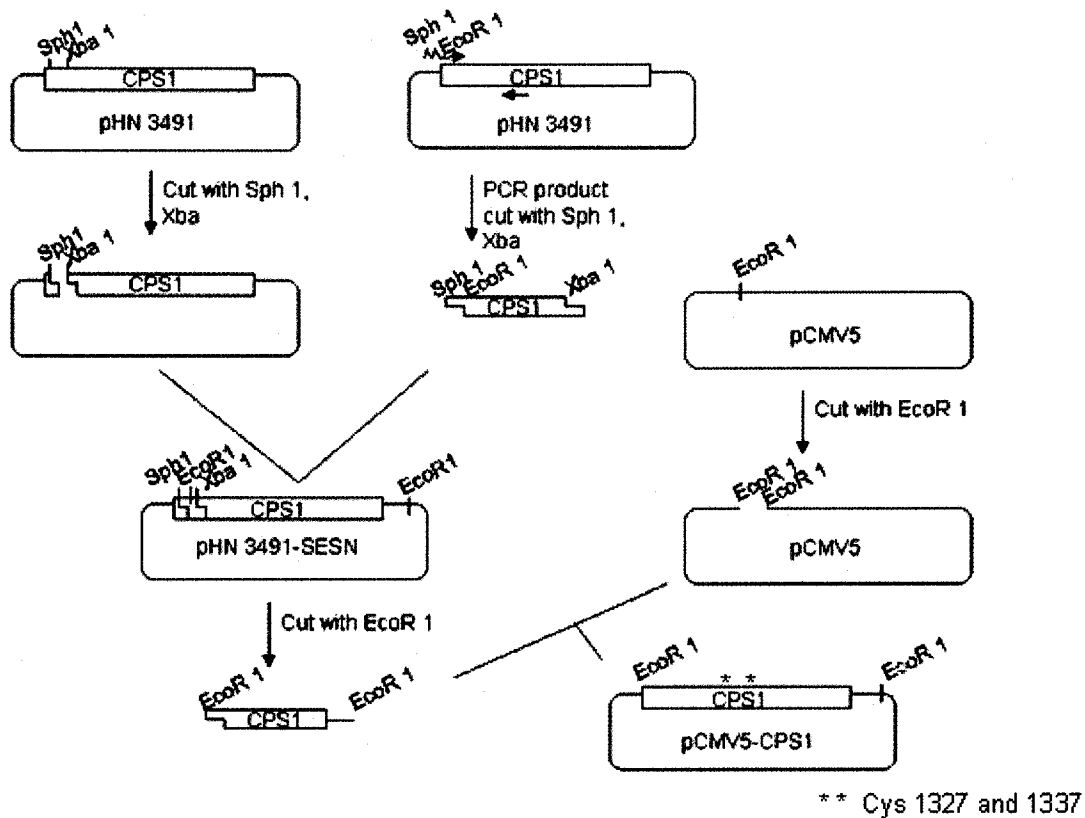 Sph1
Xba 1
CPS1
pHN 3491
Sph 1
EcoR 1
CPS1
pHN 3491
Cut with Sph 1,
Xba
PCR product
cut with Sph 1,
Xba
Sph1
Xba 1
CPS1
Sph 1
EcoR 1
Xba 1
CPS1
EcoR 1
pCMV5
Cut with EcoR 1
Sph1
EcoR1
Xba 1
EcoR1
CPS1
pHN 3491-SESN
EcoR 1
EcoR 1
pCMV5
Cut with EcoR 1
EcoR 1
EcoR 1
CPS1
EcoR 1
* *
EcoR 1
CPS1
pCMV5-CPS1
* * Cys 1327 and 1337